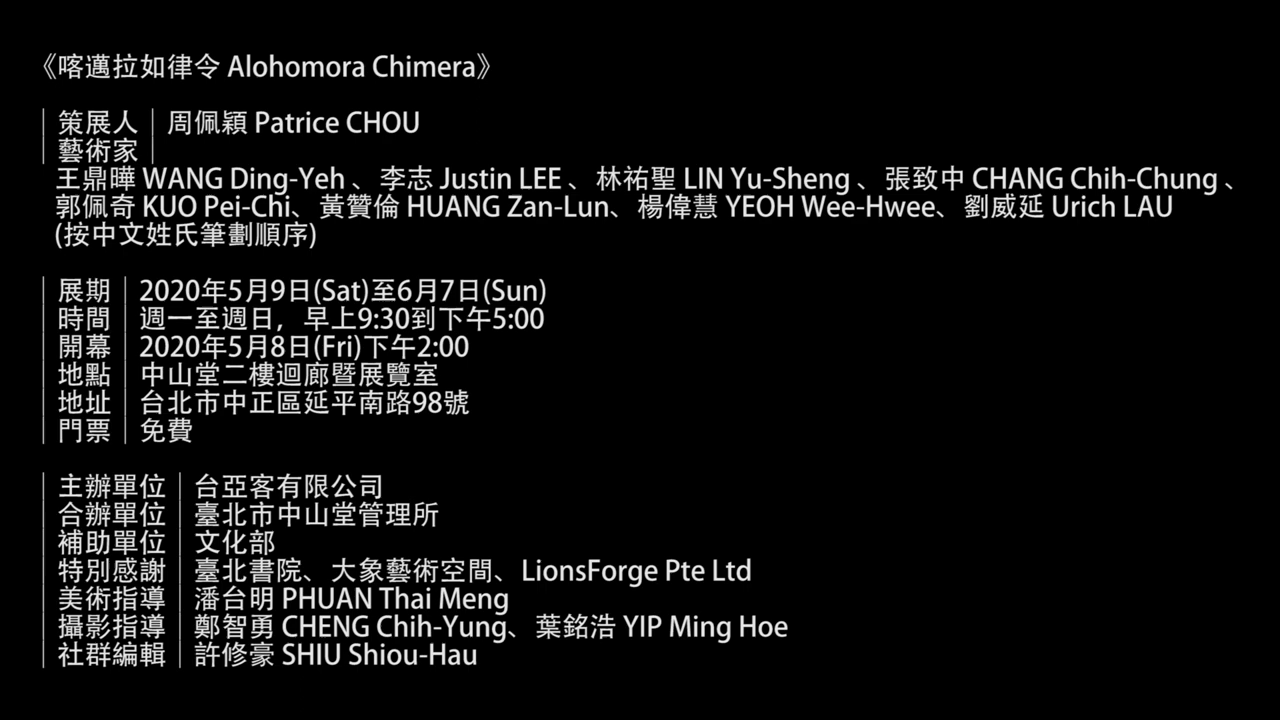 《喀邁拉如律令 Alohomora Chimera》
│策展人│周佩穎 Patrice CHOU
│藝術家│
王鼎曄 WANG Ding-Yeh 、李志 Justin LEE 、林祐聖 LIN Yu-Sheng 、張致中 CHANG Chih-Chung 、
郭佩奇 KUO Pei-Chi、黃贊倫 HUANG Zan-Lun、楊偉慧 YEOH Wee-Hwee、劉威延 Urich LAU
(按中文姓氏筆劃順序)
│展期│2020年5月9日(Sat)至6月7日(Sun)
│時間│週一至週日，早上9:30到下午5:00
│開幕│2020年5月8日(Fri)下午2:00
│地點│中山堂二樓迴廊暨展覽室
│地址│台北市中正區延平南路98號
│門票│免費
│主辦單位│台亞客有限公司
│合辦單位│臺北市中山堂管理所
│補助單位│文化部
│特別感謝│臺北書院、大象藝術空間、LionsForge Pte Ltd
│美術指導│潘台明 PHUAN Thai Meng
│攝影指導│鄭智勇 CHENG Chih-Yung、葉銘浩 YIP Ming Hoe
│社群編輯│許修豪 SHIU Shiou-Hau